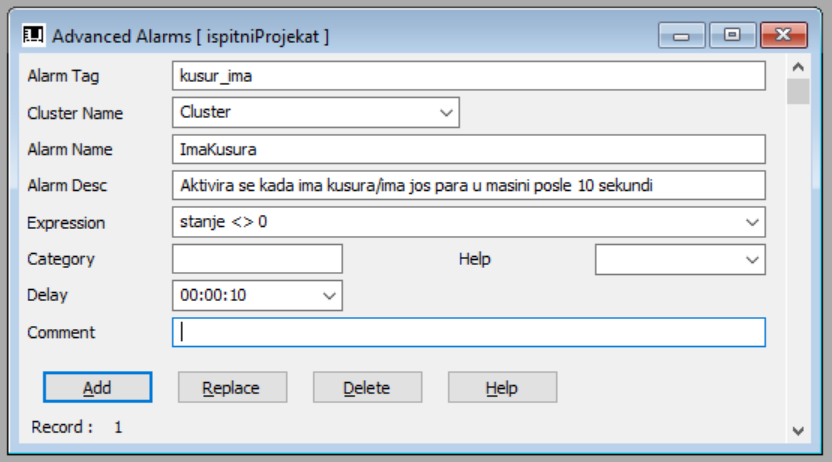 Advanced Alarms [ ispitniProjekat ]
Alarm Tag kusur_ima
Cluster Name Cluster
Alarm Name ImaKusura
Alarm Desc Aktivira se kada ima kusura/ima jos para u masini posle 10 sekundi
Expression stanje <> 0
Category Help
Delay 00:00:10
Comment
Add Replace Delete Help
Record : 1